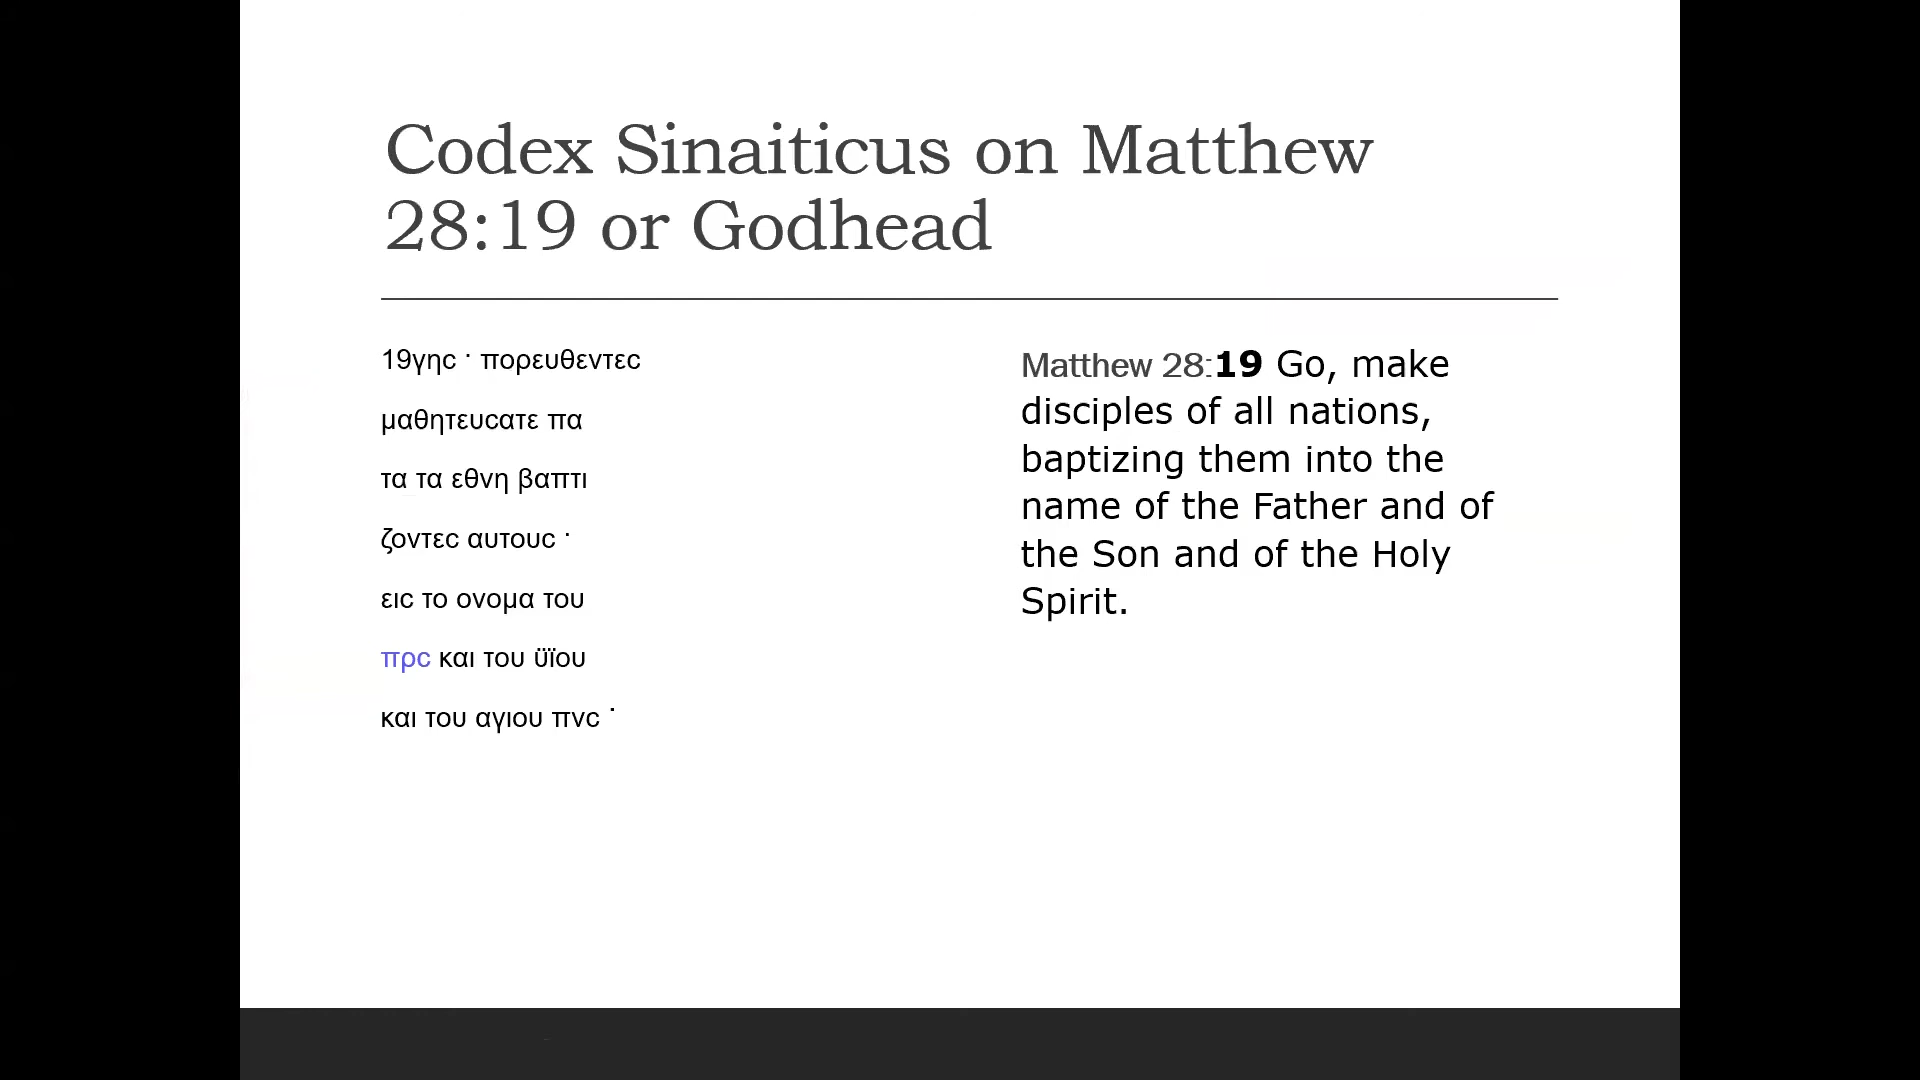 Codex Sinaiticus on Matthew
28:19 or Godhead
19γηϲ · πορευθεντεϲ
μαθητευϲατε πα
τα τα εθνη βαπτι
ζοντεϲ αυτουϲ ·
ειϲ το ονομα του
πρϲ και του ϋϊου
και του αγιου πνϲ ·
Matthew 28:19 Go, make
disciples of all nations,
baptizing them into the
name of the Father and of
the Son and of the Holy
Spirit.